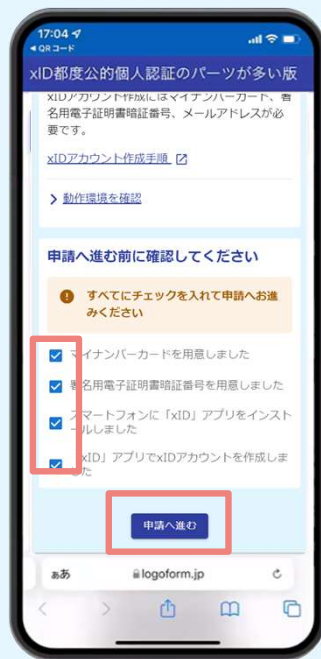 17:04
◀ QRコード
xID都度公的個人認証のパーツが多い版
xIDアカウント作成にはマイナンバーカード、署
名用電子証明書暗証番号、メールアドレスが必
要です。
xIDアカウント作成手順
動作環境を確認
申請へ進む前に確認してください
すべてにチェックを入れて申請へお進
みください
マイナンバーカードを用意しました
署名用電子証明書暗証番号を用意しました
スマートフォンに「xID」アプリをインスト
ールしました
「xID」アプリでxIDアカウントを作成しま
した
申請へ進む
ぁあ
logoform.jp